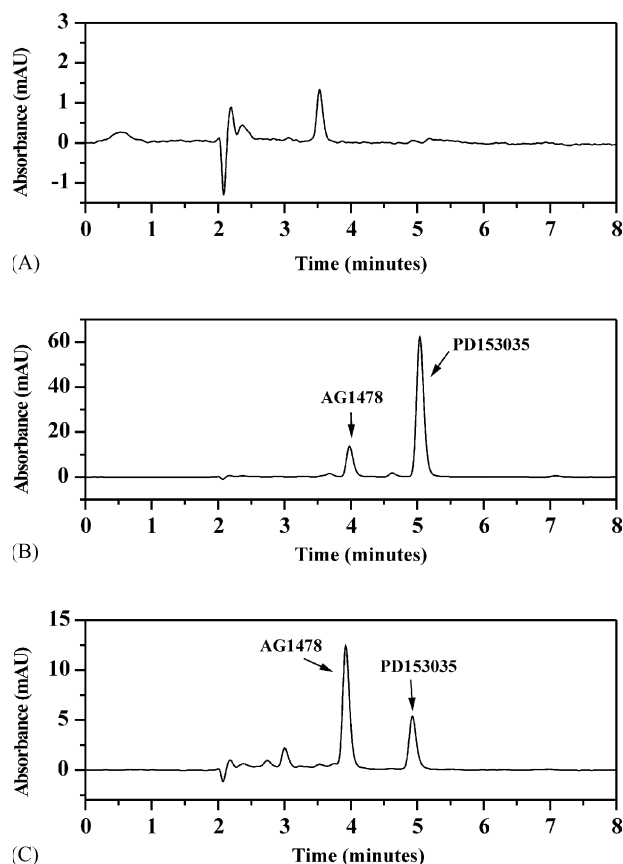 3
2
1
0
-1
Absorbance (mAU)
0 1 2 3 4 5 6 7 8
Time (minutes)
(A)
60
40
20
0
Absorbance (mAU)
PD153035
AG1478
0 1 2 3 4 5 6 7 8
Time (minutes)
(B)
15
10
5
0
Absorbance (mAU)
AG1478
PD153035
0 1 2 3 4 5 6 7 8
Time (minutes)
(C)